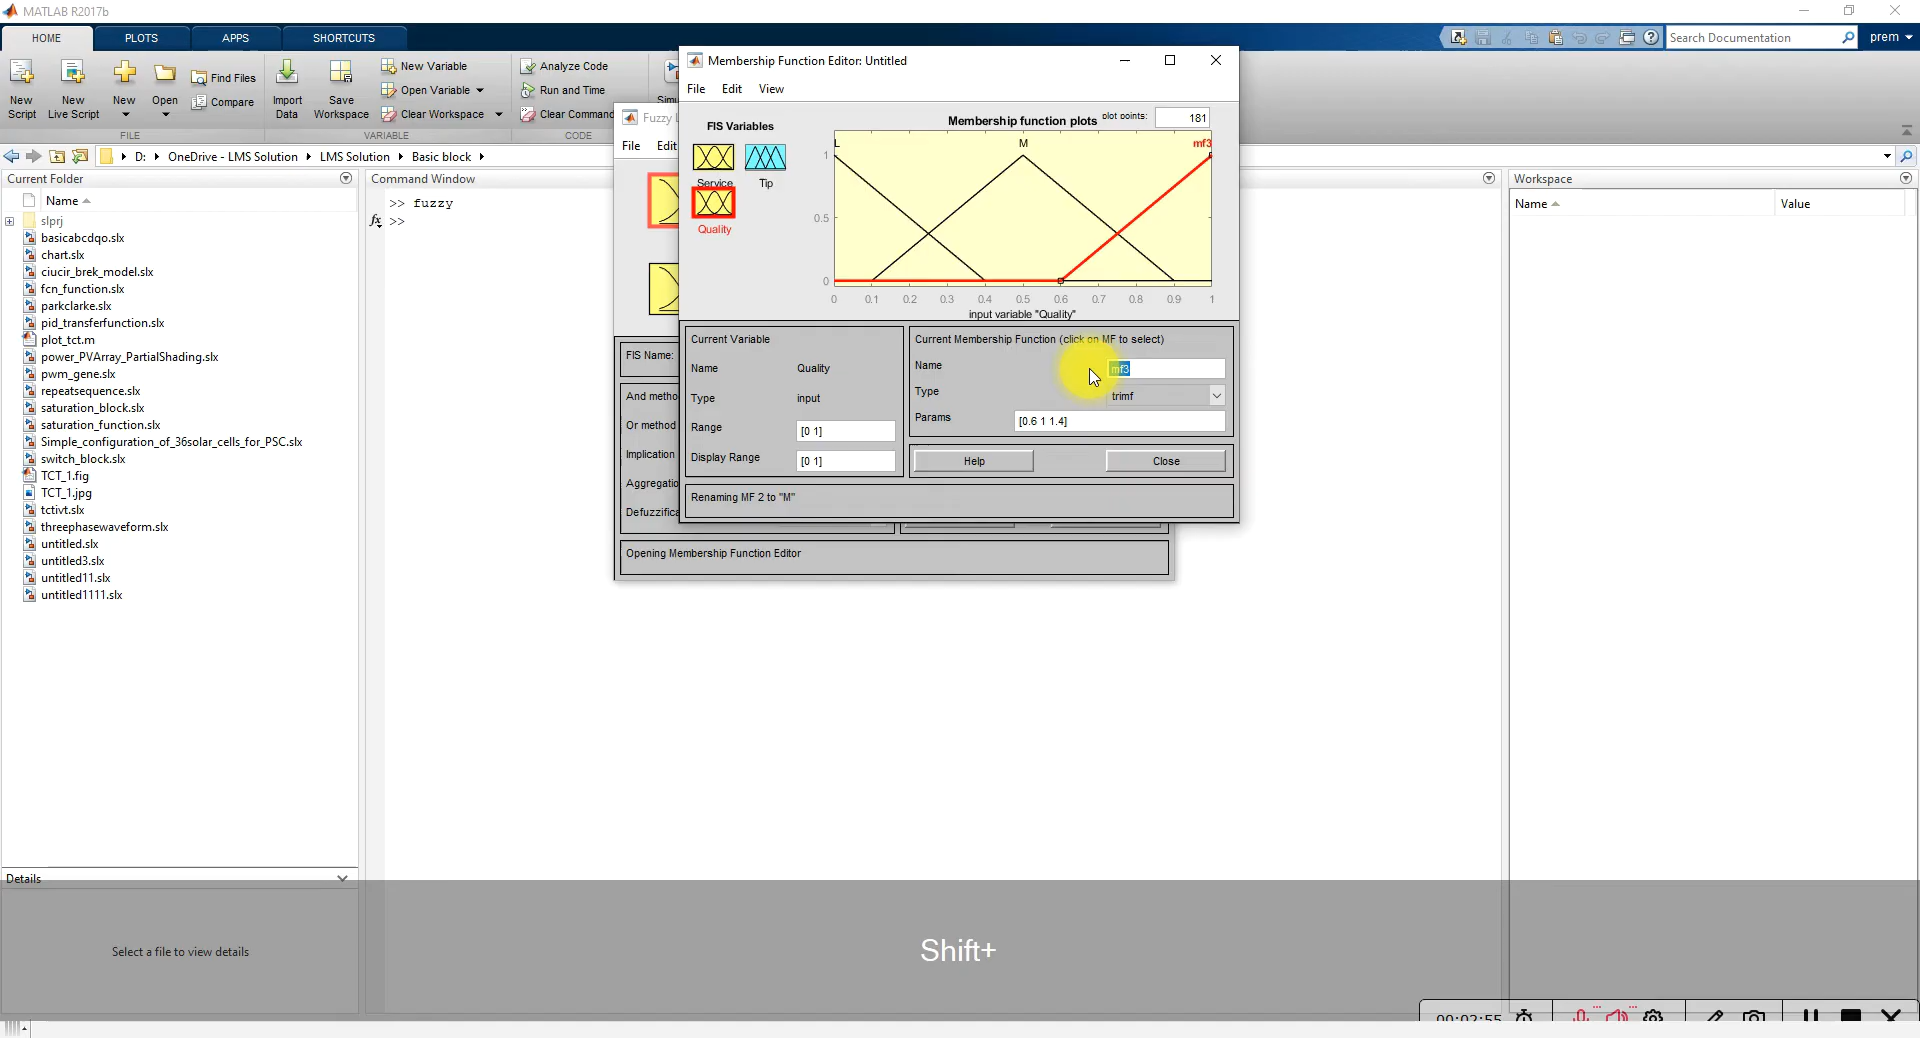 MATLAB R2017b
HOME
PLOTS
APPS
SHORTCUTS
Search Documentation
prem
New Script
New Live Script
New
Open
Find Files
Compare
Import Data
Save Workspace
New Variable
Open Variable
Clear Workspace
Analyze Code
Run and Time
Clear Command
FILE
VARIABLE
CODE
D: OneDrive - LMS Solution LMS Solution Basic block
Current Folder
Name
slprj
basicabcdqo.slx
chart.slx
ciucir_brek_model.slx
fcn_function.slx
parkclarke.slx
pid_transferfunction.slx
plot_tct.m
power_PVArray_PartialShading.slx
pwm_gene.slx
repeatsequence.slx
saturation_block.slx
saturation_function.slx
Simple_configuration_of_36solar_cells_for_PSC.slx
switch_block.slx
TCT_1.fig
TCT_1.jpg
tctivt.slx
threephasewaveform.slx
untitled.slx
untitled3.slx
untitled11.slx
untitled1111.slx
Details
Select a file to view details
Command Window
>> fuzzy
fx >>
Workspace
Name
Value
File
FIS Name:
Or method
Implication
Opening Membership Function Editor
Membership Function Editor: Untitled
File
Edit
View
FIS Variables
Service
Tip
Quality
Membership function plots
plot points:
181
L
M
mf3
1
0.5
0
0
0.1
0.2
0.3
0.4
0.5
0.6
0.7
0.8
0.9
1
input variable "Quality"
Current Variable
Name
Quality
Type
input
Range
[0 1]
Display Range
[0 1]
Current Membership Function (click on MF to select)
Name
mf3
Type
trimf
Params
[0.6 1 1.4]
Help
Close
Renaming MF 2 to "M"
Shift+
00:02:55